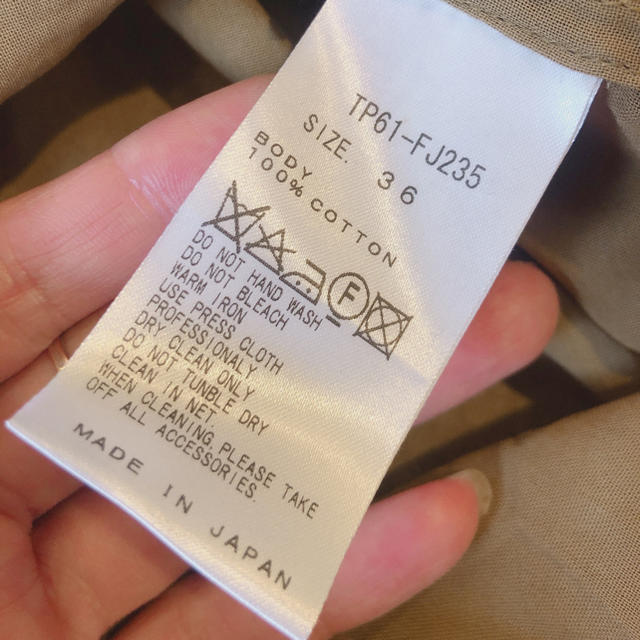 TP61-FJ235
SIZE. 36
BODY
100% COTTON
F
DO NOT HAND WASH
DO NOT BLEACH
WARM IRON
USE PRESS CLOTH
PROFESSIONALY
DRY CLEAN ONLY
DO NOT TUNBLE DRY
CLEAN IN NET
WHEN CLEANING,PLEASE TAKE
OFF ALL ACCESSORIES.
MADE IN JAPAN